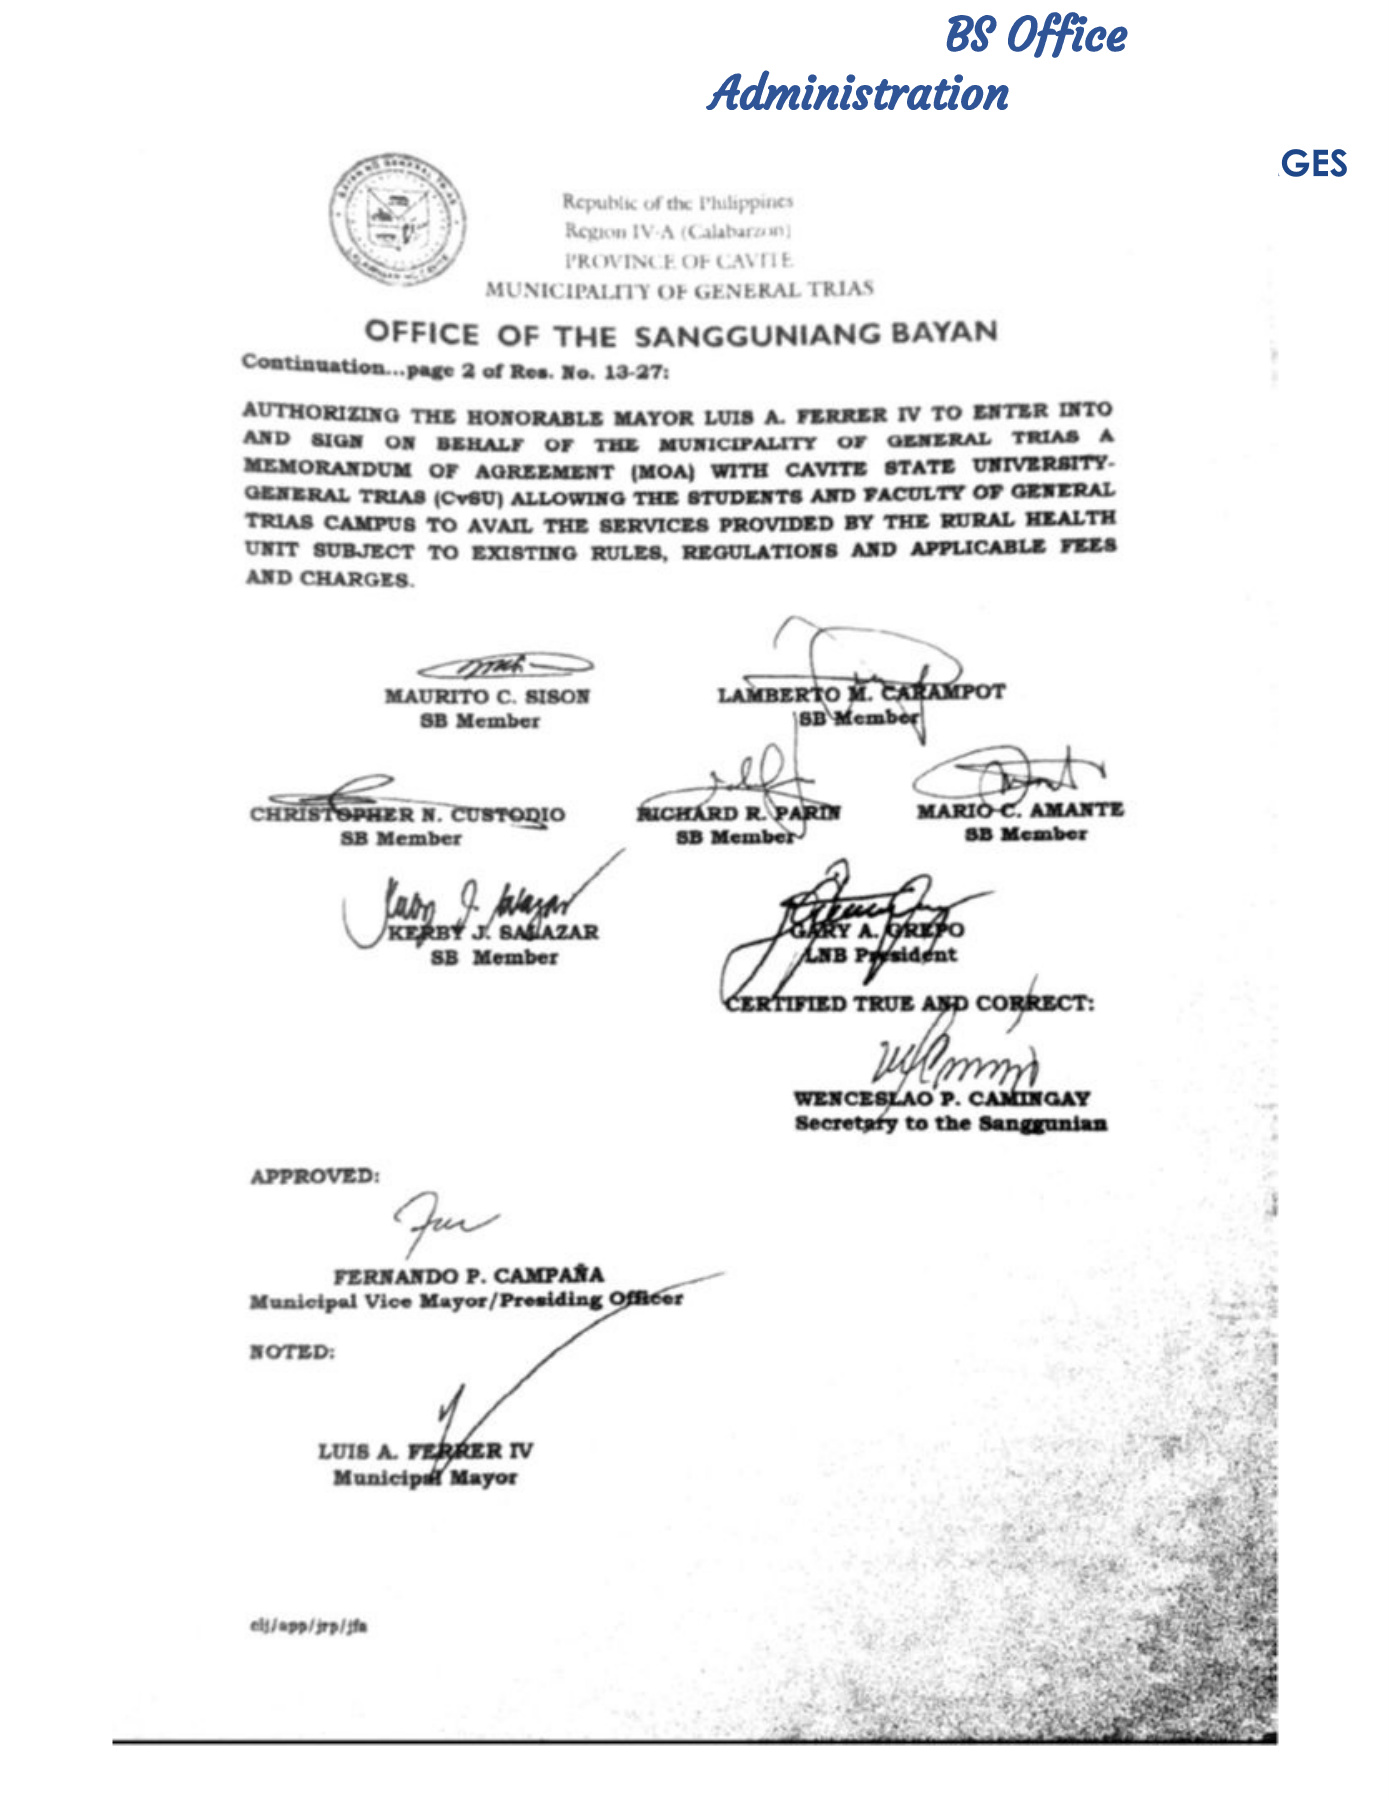 BS Office
Administration
GES
Republic of the Philippines
Region IV-A (Calabarzon)
PROVINCE OF CAVITE
MUNICIPALITY OF GENERAL TRIAS
OFFICE OF THE SANGGUNIANG BAYAN
Continuation...page 2 of Res. No. 13-27:
AUTHORIZING THE HONORABLE MAYOR LUIS A. FERRER IV TO ENTER INTO
AND SIGN ON BEHALF OF THE MUNICIPALITY OF GENERAL TRIAS A
MEMORANDUM OF AGREEMENT (MOA) WITH CAVITE STATE UNIVERSITY-
GENERAL TRIAS (CvSU) ALLOWING THE STUDENTS AND FACULTY OF GENERAL
TRIAS CAMPUS TO AVAIL THE SERVICES PROVIDED BY THE RURAL HEALTH
UNIT SUBJECT TO EXISTING RULES, REGULATIONS AND APPLICABLE FEES
AND CHARGES.
MAURITO C. SISON LAMBERTO M. CARAMPOT
SB Member SB Member
CHRISTOPHER N. CUSTODIO RICHARD R. PARIN MARIO C. AMANTE
SB Member SB Member SB Member
Kerby J. Salazar
KERBY J. SALAZAR GARY A. GREPO
SB Member LNB President
CERTIFIED TRUE AND CORRECT:
WENCESLAO P. CAMINGAY
Secretary to the Sanggunian
APPROVED:
FERNANDO P. CAMPAÑA
Municipal Vice Mayor/Presiding Officer
NOTED:
LUIS A. FERRER IV
Municipal Mayor
clj/app/jrp/jfa